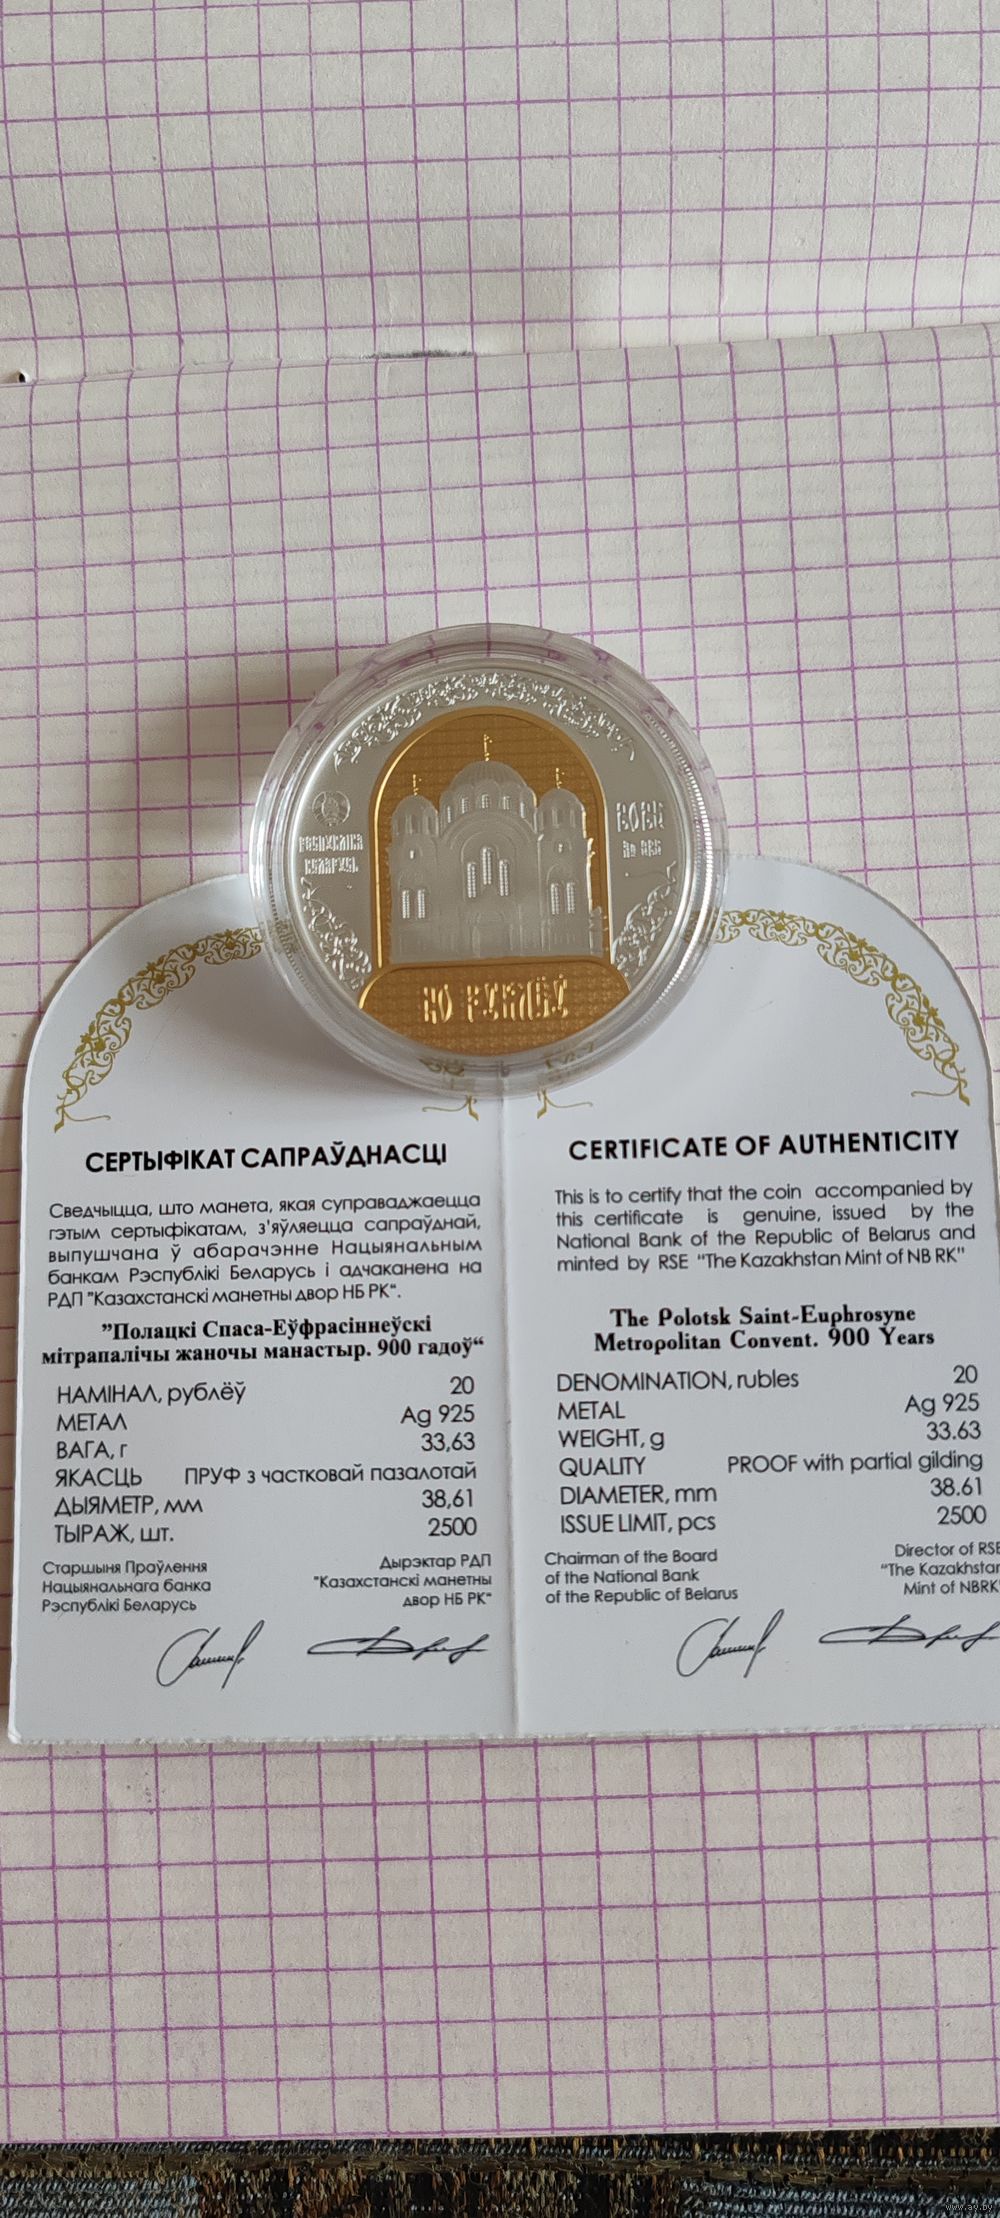 РЭСПУБЛІКА
БЕЛАРУСЬ
2025
Ag 925
20 РУБЛЁЎ
СЕРТЫФІКАТ САПРАЎДНАСЦІ
Сведчыцца, што манета, якая суправаджаецца
гэтым сертыфікатам, з'яўляецца сапраўднай,
выпушчана ў абарачэнне Нацыянальным
банкам Рэспублікі Беларусь і адчаканена на
РДП "Казахстанскі манетны двор НБ РК".
"Полацкі Спаса-Еўфрасіннеўскі
мітрапалічы жаночы манастыр. 900 гадоў"
НАМІНАЛ, рублёў 20
МЕТАЛ Ag 925
ВАГА, г 33,63
ЯКАСЦЬ ПРУФ з частковай пазалотай
ДЫЯМЕТР, мм 38,61
ТЫРАЖ, шт. 2500
Старшыня Праўлення
Нацыянальнага банка
Рэспублікі Беларусь
Дырэктар РДП
"Казахстанскі манетны
двор НБ РК"
CERTIFICATE OF AUTHENTICITY
This is to certify that the coin accompanied by
this certificate is genuine, issued by the
National Bank of the Republic of Belarus and
minted by RSE "The Kazakhstan Mint of NB RK"
The Polotsk Saint-Euphrosyne
Metropolitan Convent. 900 Years
DENOMINATION, rubles 20
METAL Ag 925
WEIGHT, g 33.63
QUALITY PROOF with partial gilding
DIAMETER, mm 38.61
ISSUE LIMIT, pcs 2500
Chairman of the Board
of the National Bank
of the Republic of Belarus
Director of RSE
"The Kazakhstan
Mint of NBRK"
www.ay.by